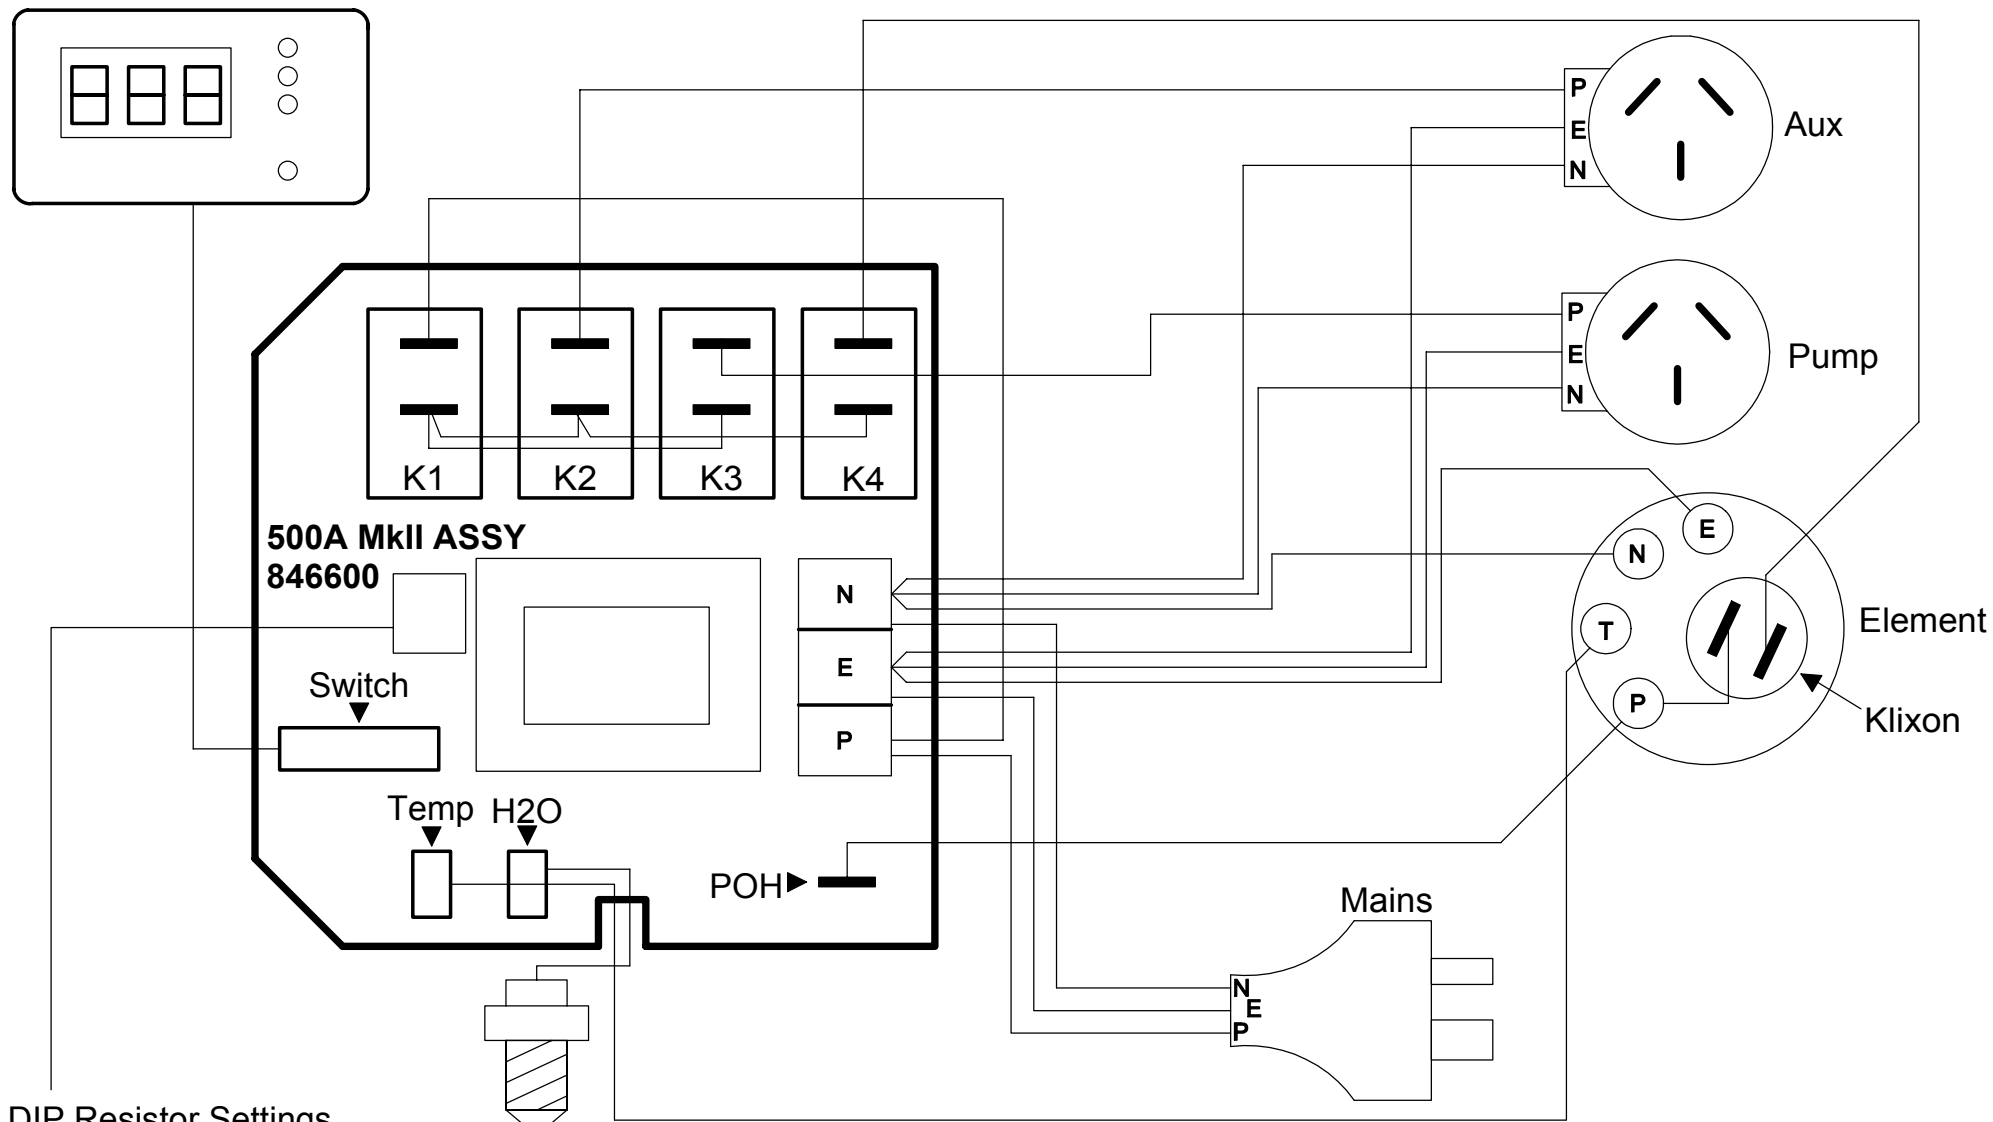 P
E
N
Aux
P
E
N
Pump
K1 K2 K3 K4
500A MkII ASSY
846600
N
E
P
E
N
T
P
Element
Klixon
Switch
Temp H2O
POH
Mains
N
E
P
DIP Resistor Settings